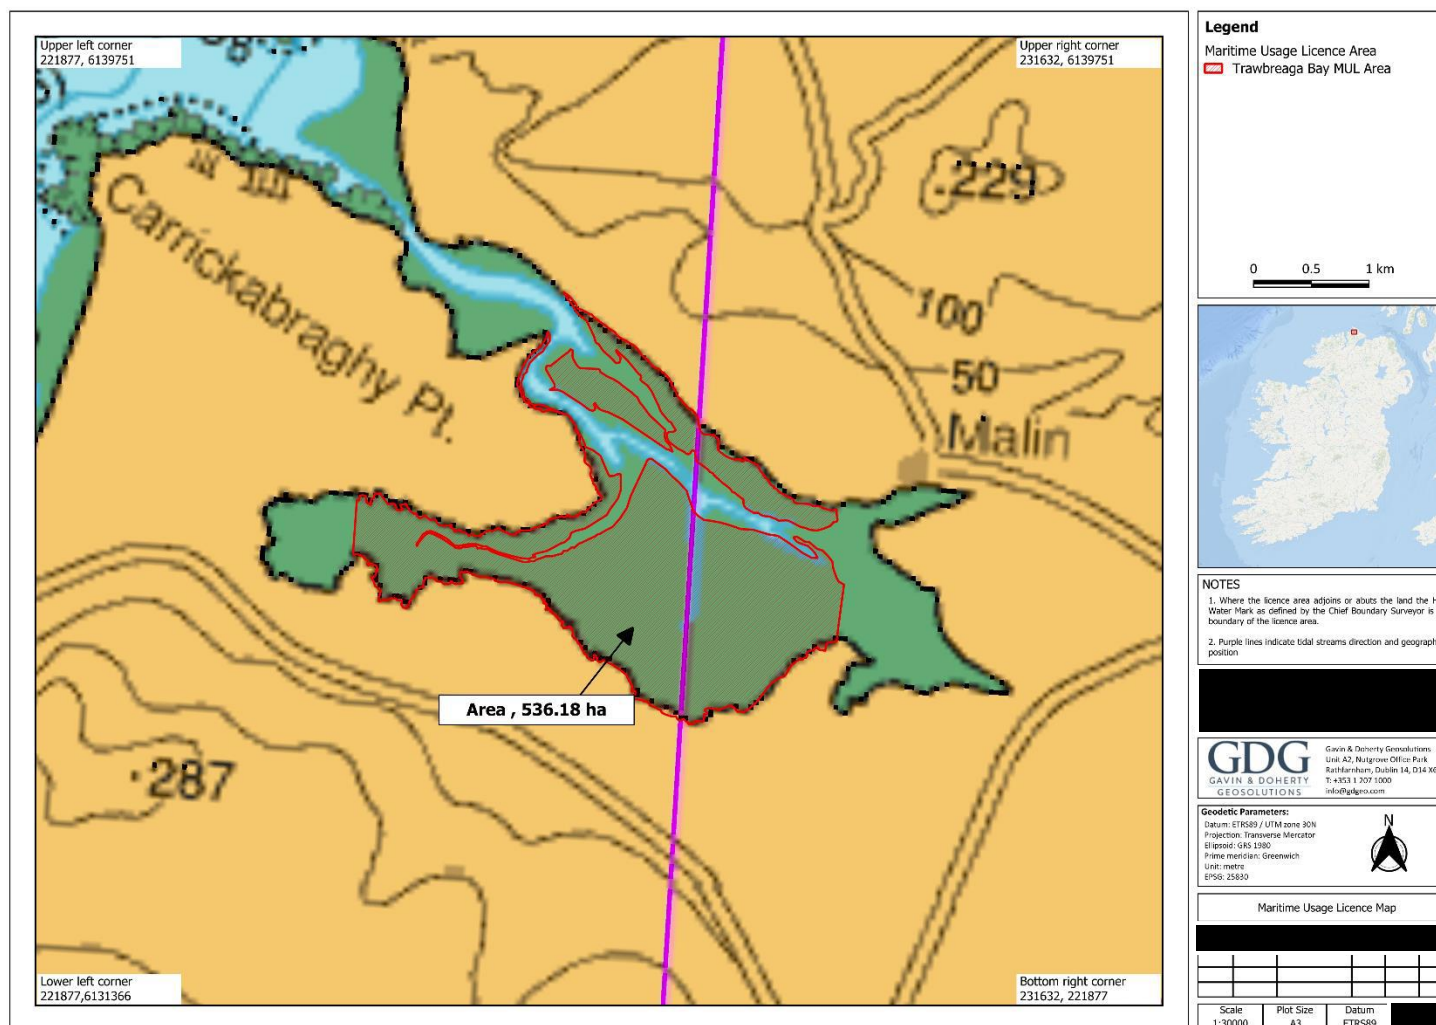 Upper left corner
221877, 6139751
Upper right corner
231632, 6139751
Carrickabraghy Pt.
.229
100
50
Malin
Area , 536.18 ha
·287
Lower left corner
221877,6131366
Bottom right corner
231632, 221877
Legend
Maritime Usage Licence Area
Trawbreaga Bay MUL Area
0 0.5 1 km
NOTES
1. Where the licence area adjoins or abuts the land the
Water Mark as defined by the Chief Boundary Surveyor is
boundary of the licence area.
2. Purple lines indicate tidal streams direction and
position
GDG
GAVIN & DOHERTY
GEOSOLUTIONS
Gavin & Doherty Geosolutions
Unit A2, Nutgrove Office Park
Rathfarnham, Dublin 14, D14
T: +353 1 207 1000
info@gdgeo.com
Geodetic Parameters:
Datum: ETRS89 / UTM zone 30N
Projection: Transverse Mercator
Ellipsoid: GRS 1980
Prime meridian: Greenwich
Unit: metre
EPSG: 25830
N
Maritime Usage Licence Map
Scale Plot Size Datum
1:30000 A3 ETRS89